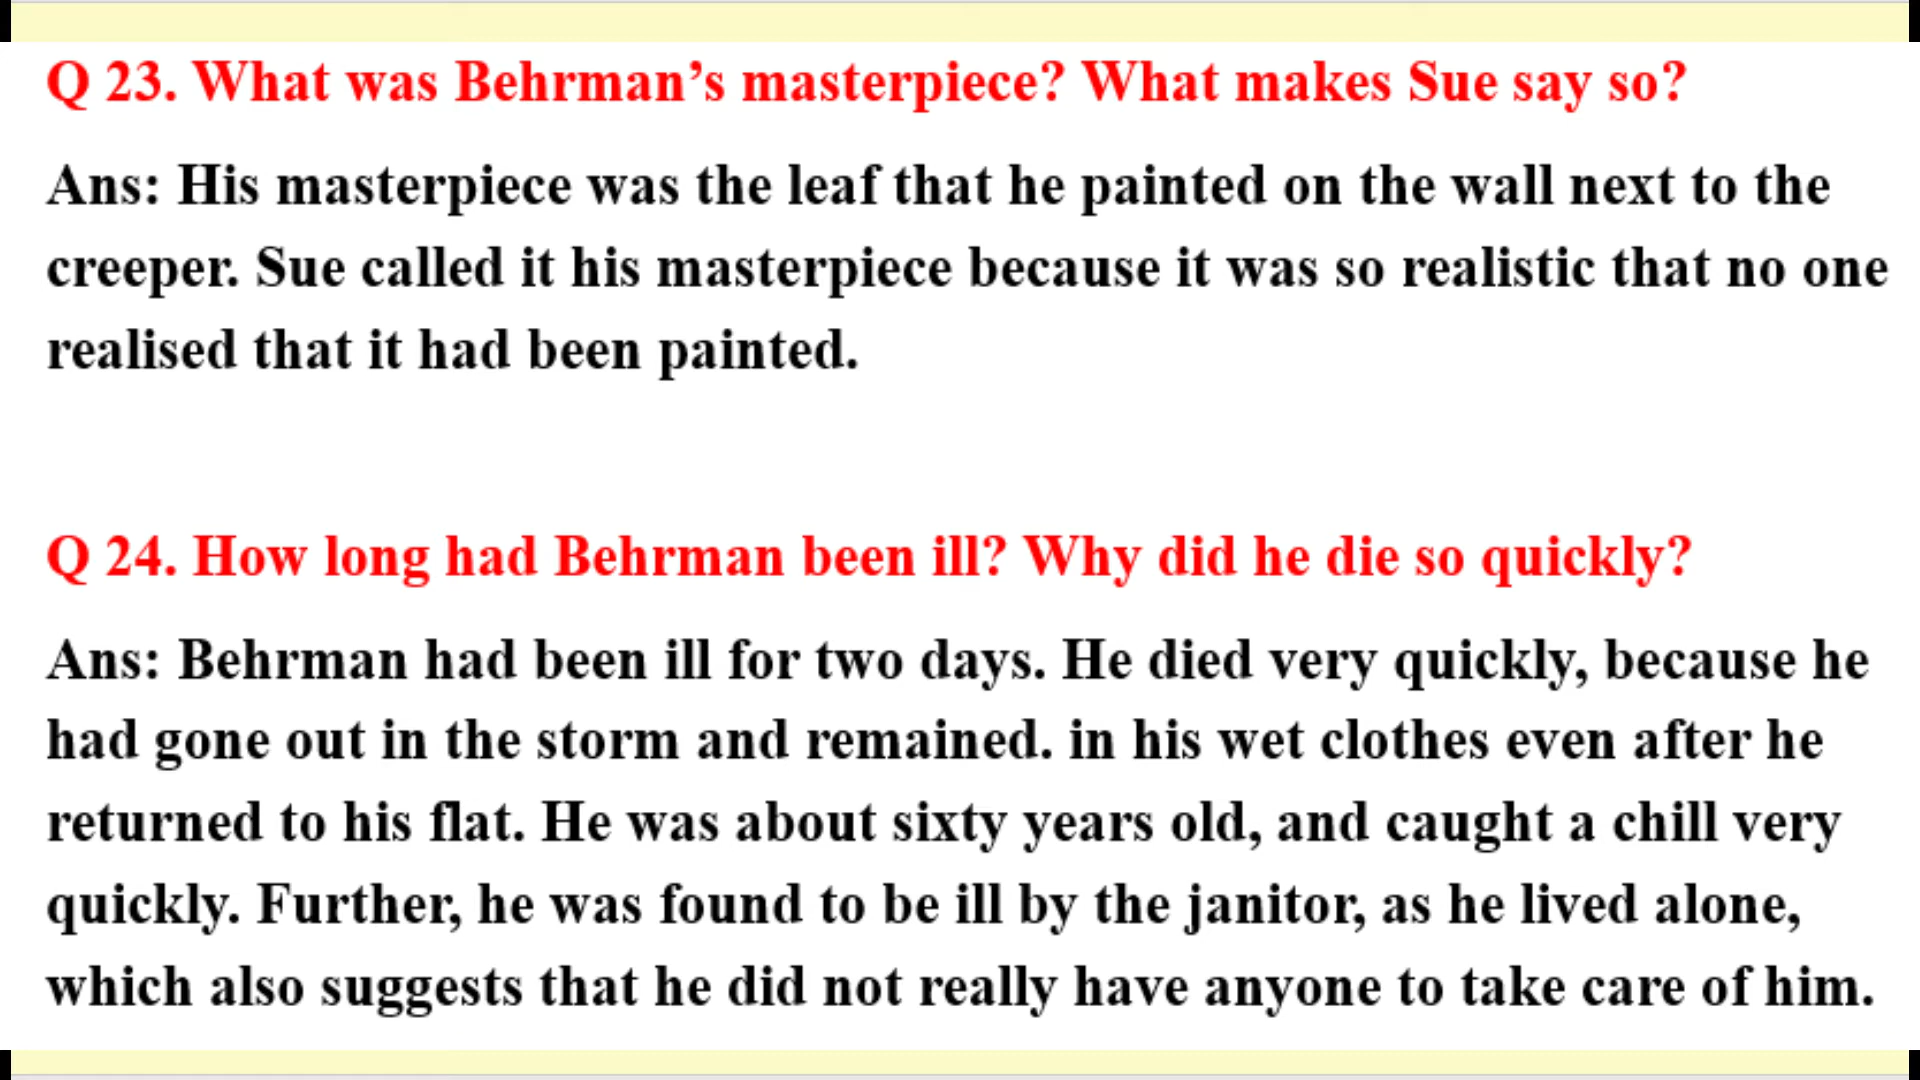 Q 23. What was Behrman’s masterpiece? What makes Sue say so?
Ans: His masterpiece was the leaf that he painted on the wall next to the
creeper. Sue called it his masterpiece because it was so realistic that no one
realised that it had been painted.
Q 24. How long had Behrman been ill? Why did he die so quickly?
Ans: Behrman had been ill for two days. He died very quickly, because he
had gone out in the storm and remained. in his wet clothes even after he
returned to his flat. He was about sixty years old, and caught a chill very
quickly. Further, he was found to be ill by the janitor, as he lived alone,
which also suggests that he did not really have anyone to take care of him.